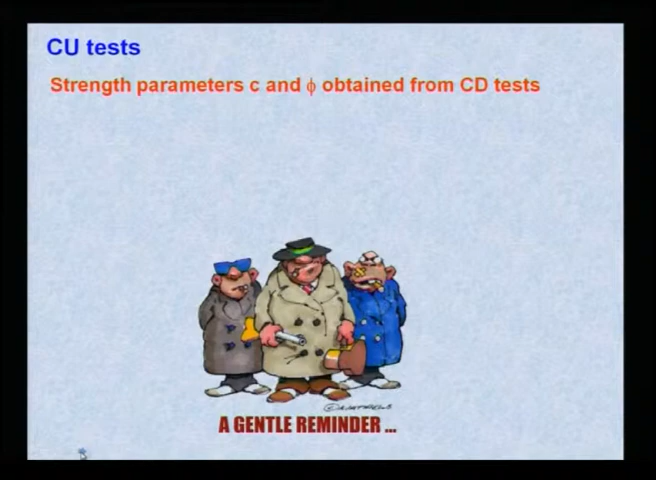 CU tests
Strength parameters c and ϕ obtained from CD tests
A GENTLE REMINDER ...